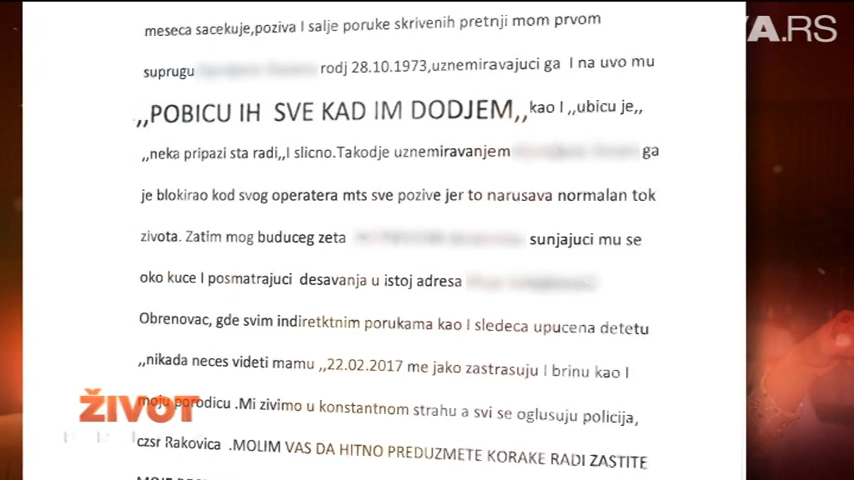 VA.RS
meseca sacekuje,poziva I salje poruke skrivenih pretnji mom prvom
suprugu rodj 28.10.1973,uznemiravajuci ga I na uvo mu
,,POBICU IH SVE KAD IM DODJEM,,kao I ,,ubicu je,,
,,neka pripazi sta radi,,I slicno.Takodje uznemiravanjem ga
je blokirao kod svog operatera mts sve pozive jer to narusava normalan tok
zivota. Zatim mog buduceg zeta sunjajuci mu se
oko kuce I posmatrajuci desavanja u istoj adresa
Obrenovac, gde svim indiretktnim porukama kao I sledeca upucena detetu
,,nikada neces videti mamu ,,22.02.2017 me jako zastrasuju I brinu kao I
moju porodicu .Mi zivimo u konstantnom strahu a svi se oglusuju policija,
ŽIVOT
czsr Rakovica .MOLIM VAS DA HITNO PREDUZMETE KORAKE RADI ZASTITE